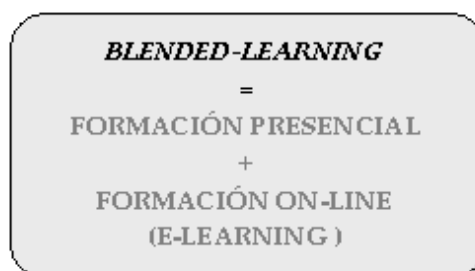 BLENDED-LEARNING
=
FORMACIÓN PRESENCIAL
+
FORMACIÓN ON-LINE
(E-LEARNING )